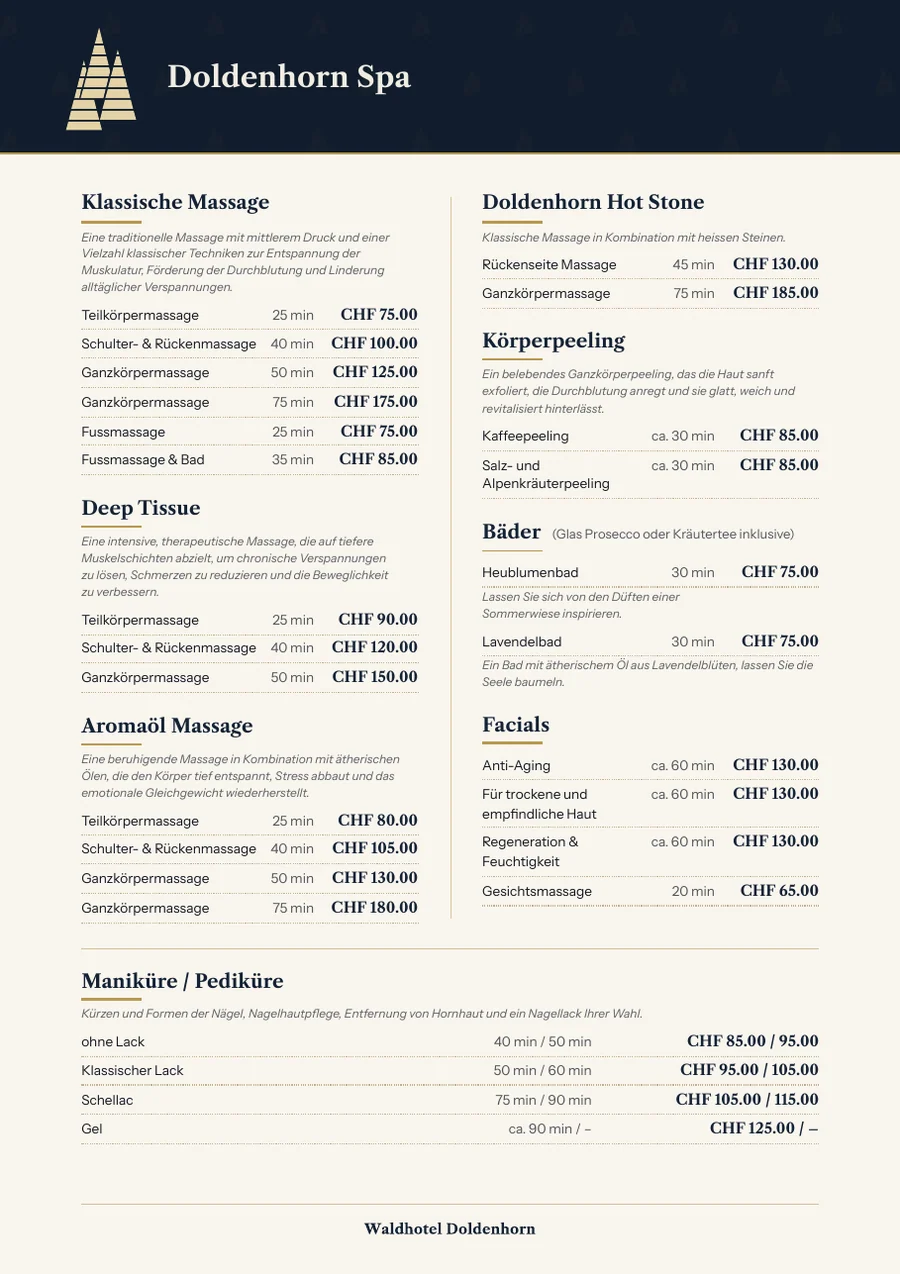 Doldenhorn Spa
Klassische Massage
Eine traditionelle Massage mit mittlerem Druck und einer
Vielzahl klassischer Techniken zur Entspannung der
Muskulatur, Förderung der Durchblutung und Linderung
alltäglicher Verspannungen.
Teilkörpermassage 25 min CHF 75.00
Schulter- & Rückenmassage 40 min CHF 100.00
Ganzkörpermassage 50 min CHF 125.00
Ganzkörpermassage 75 min CHF 175.00
Fussmassage 25 min CHF 75.00
Fussmassage & Bad 35 min CHF 85.00
Deep Tissue
Eine intensive, therapeutische Massage, die auf tiefere
Muskelschichten abzielt, um chronische Verspannungen
zu lösen, Schmerzen zu reduzieren und die Beweglichkeit
zu verbessern.
Teilkörpermassage 25 min CHF 90.00
Schulter- & Rückenmassage 40 min CHF 120.00
Ganzkörpermassage 50 min CHF 150.00
Aromaöl Massage
Eine beruhigende Massage in Kombination mit ätherischen
Ölen, die den Körper tief entspannt, Stress abbaut und das
emotionale Gleichgewicht wiederherstellt.
Teilkörpermassage 25 min CHF 80.00
Schulter- & Rückenmassage 40 min CHF 105.00
Ganzkörpermassage 50 min CHF 130.00
Ganzkörpermassage 75 min CHF 180.00
Doldenhorn Hot Stone
Klassische Massage in Kombination mit heissen Steinen.
Rückenseite Massage 45 min CHF 130.00
Ganzkörpermassage 75 min CHF 185.00
Körperpeeling
Ein belebendes Ganzkörperpeeling, das die Haut sanft
exfoliert, die Durchblutung anregt und sie glatt, weich und
revitalisiert hinterlässt.
Kaffeepeeling ca. 30 min CHF 85.00
Salz- und ca. 30 min CHF 85.00
Alpenkräuterpeeling
Bäder (Glas Prosecco oder Kräutertee inklusive)
Heublumenbad 30 min CHF 75.00
Lassen Sie sich von den Düften einer
Sommerwiese inspirieren.
Lavendelbad 30 min CHF 75.00
Ein Bad mit ätherischem Öl aus Lavendelblüten, lassen Sie die
Seele baumeln.
Facials
Anti-Aging ca. 60 min CHF 130.00
Für trockene und ca. 60 min CHF 130.00
empfindliche Haut
Regeneration & ca. 60 min CHF 130.00
Feuchtigkeit
Gesichtsmassage 20 min CHF 65.00
Maniküre / Pediküre
Kürzen und Formen der Nägel, Nagelhautpflege, Entfernung von Hornhaut und ein Nagellack Ihrer Wahl.
ohne Lack 40 min / 50 min CHF 85.00 / 95.00
Klassischer Lack 50 min / 60 min CHF 95.00 / 105.00
Schellac 75 min / 90 min CHF 105.00 / 115.00
Gel ca. 90 min / – CHF 125.00 / –
Waldhotel Doldenhorn